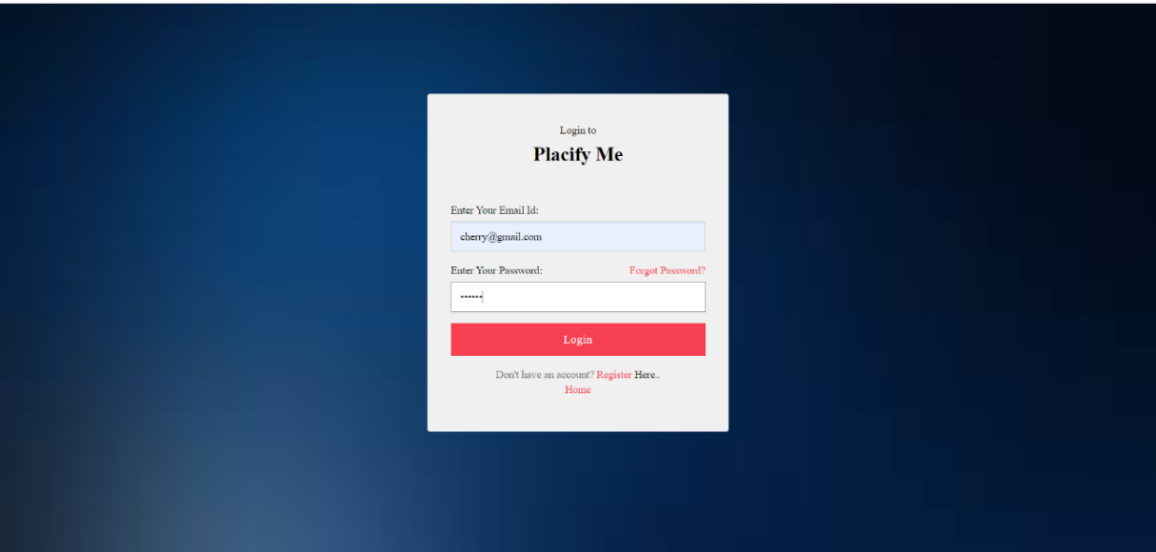 Login to
Placify Me
Enter Your Email Id:
cherry@gmail.com
Enter Your Password: Forgot Password?
••••••
Login
Don't have an account? Register Here..
Home